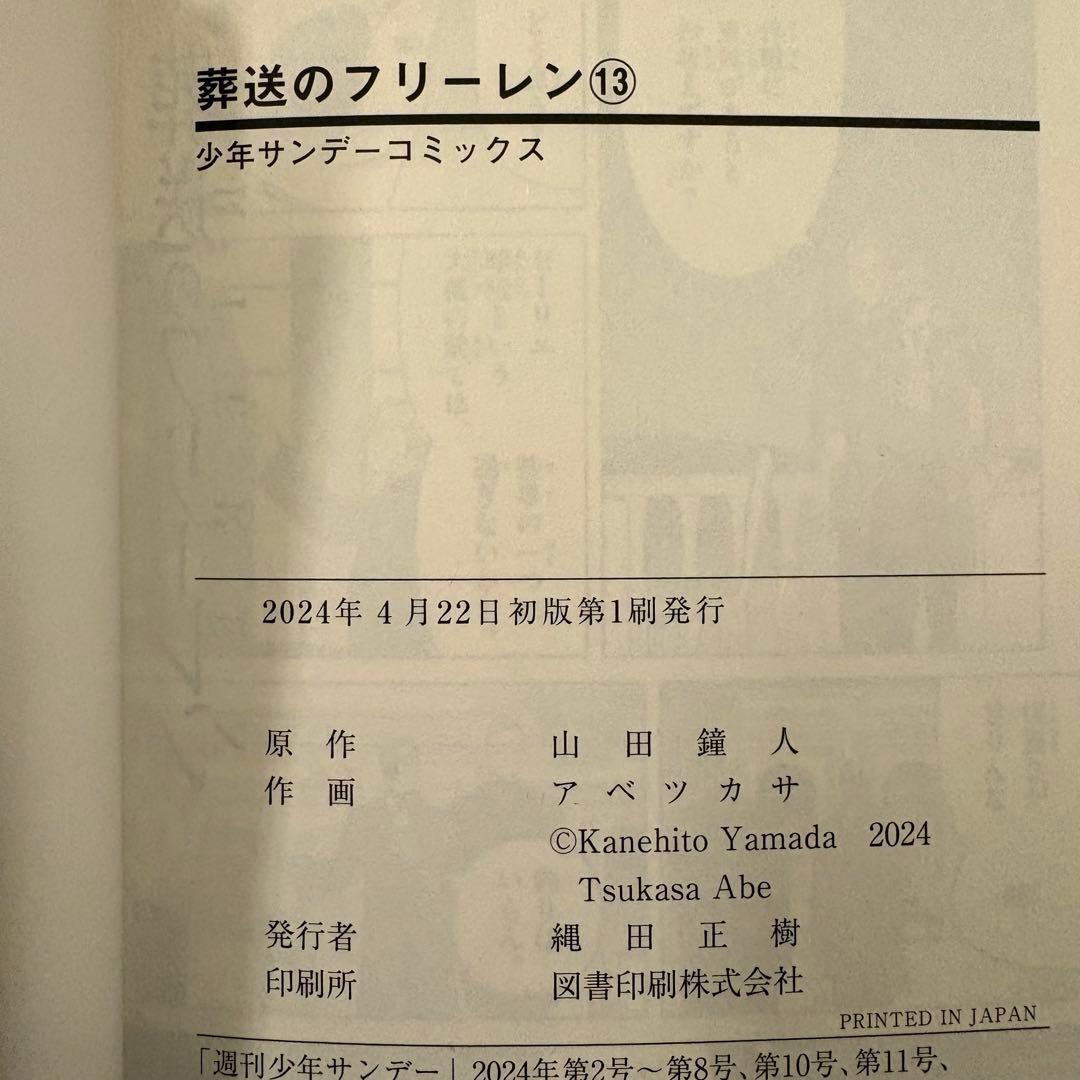 葬送のフリーレン⑬
少年サンデーコミックス
2024年4月22日初版第1刷発行
原作 山田鐘人
作画 アベツカサ
©Kanehito Yamada 2024
Tsukasa Abe
発行者 縄田正樹
印刷所 図書印刷株式会社
PRINTED IN JAPAN
「週刊少年サンデー」2024年第2号～第8号、第10号、第11号、